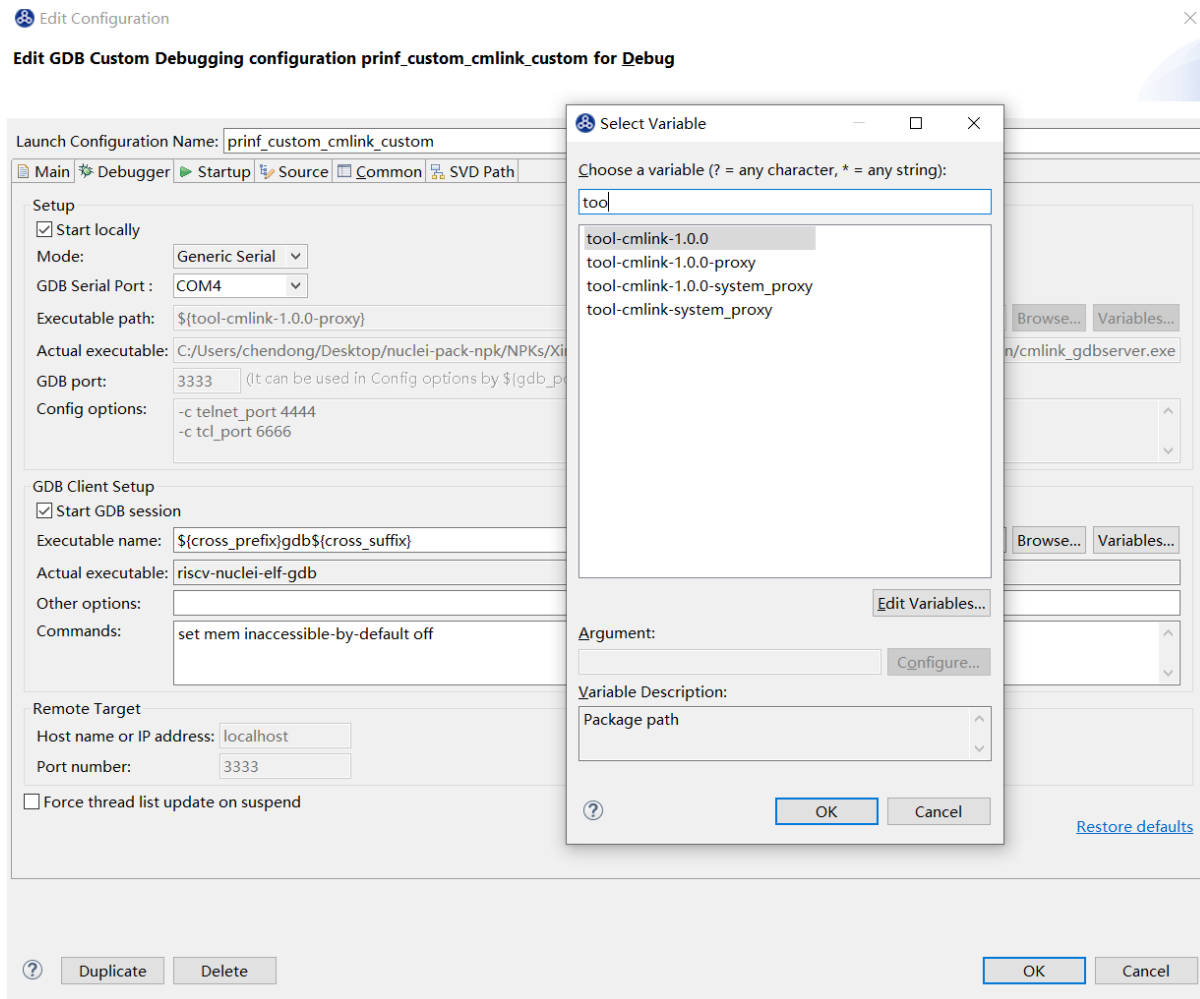 Edit Configuration
Edit GDB Custom Debugging configuration prinf_custom_cmlink_custom for Debug
Launch Configuration Name: prinf_custom_cmlink_custom
Main Debugger Startup Source Common SVD Path
Setup
Start locally
Mode: Generic Serial
GDB Serial Port : COM4
Executable path: ${tool-cmlink-1.0.0-proxy} Browse... Variables...
Actual executable: C:/Users/chendong/Desktop/nuclei-pack-npk/NPKs/Xin n/cmlink_gdbserver.exe
GDB port: 3333 (It can be used in Config options by ${gdb_po
Config options: -c telnet_port 4444
-c tcl_port 6666
GDB Client Setup
Start GDB session
Executable name: ${cross_prefix}gdb${cross_suffix} Browse... Variables...
Actual executable: riscv-nuclei-elf-gdb
Other options:
Commands: set mem inaccessible-by-default off
Remote Target
Host name or IP address: localhost
Port number: 3333
Force thread list update on suspend
Restore defaults
Duplicate Delete OK Cancel
Select Variable
Choose a variable (? = any character, * = any string):
too
tool-cmlink-1.0.0
tool-cmlink-1.0.0-proxy
tool-cmlink-1.0.0-system_proxy
tool-cmlink-system_proxy
Edit Variables...
Argument:
Configure...
Variable Description:
Package path
? OK Cancel